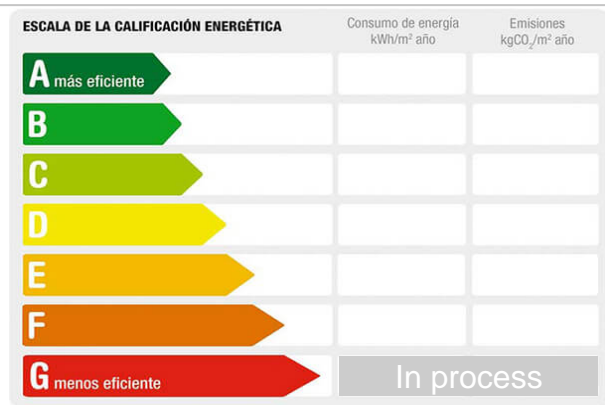 ESCALA DE LA CALIFICACIÓN ENERGÉTICA
Consumo de energía
kWh/m² año
Emisiones
kgCO₂/m² año
A más eficiente
B
C
D
E
F
G menos eficiente
In process